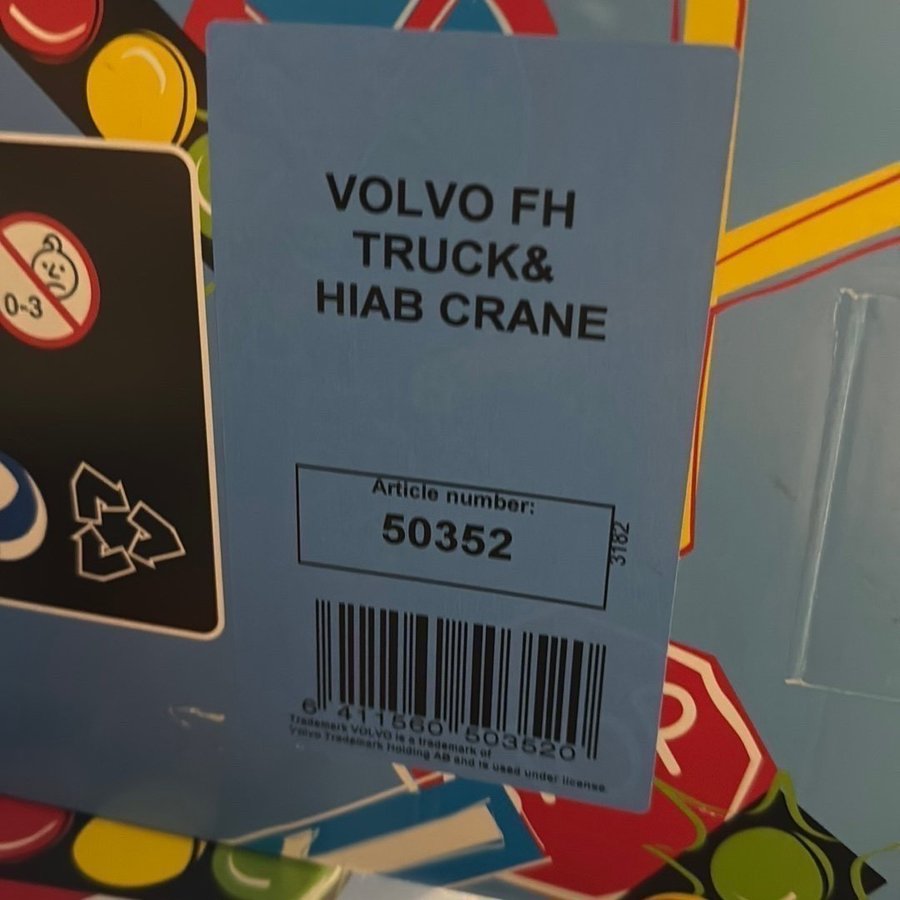 0-3
VOLVO FH
TRUCK&
HIAB CRANE
Article number:
50352
3182
6 411560 503520
Trademark VOLVO is a trademark of
Volvo Trademark Holding AB and is used under license.
P